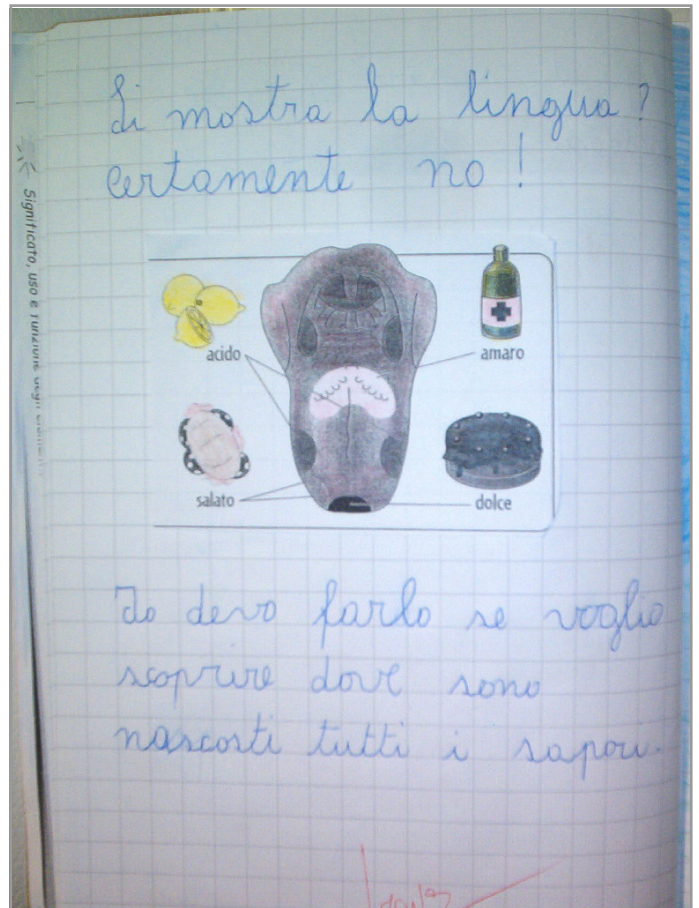 Si mostra la lingua?
certamente no!
Significato, uso e funzione degli
acido
amaro
salato
dolce
Io devo farlo se voglio
scoprire dove sono
nascosti tutti i sapori.